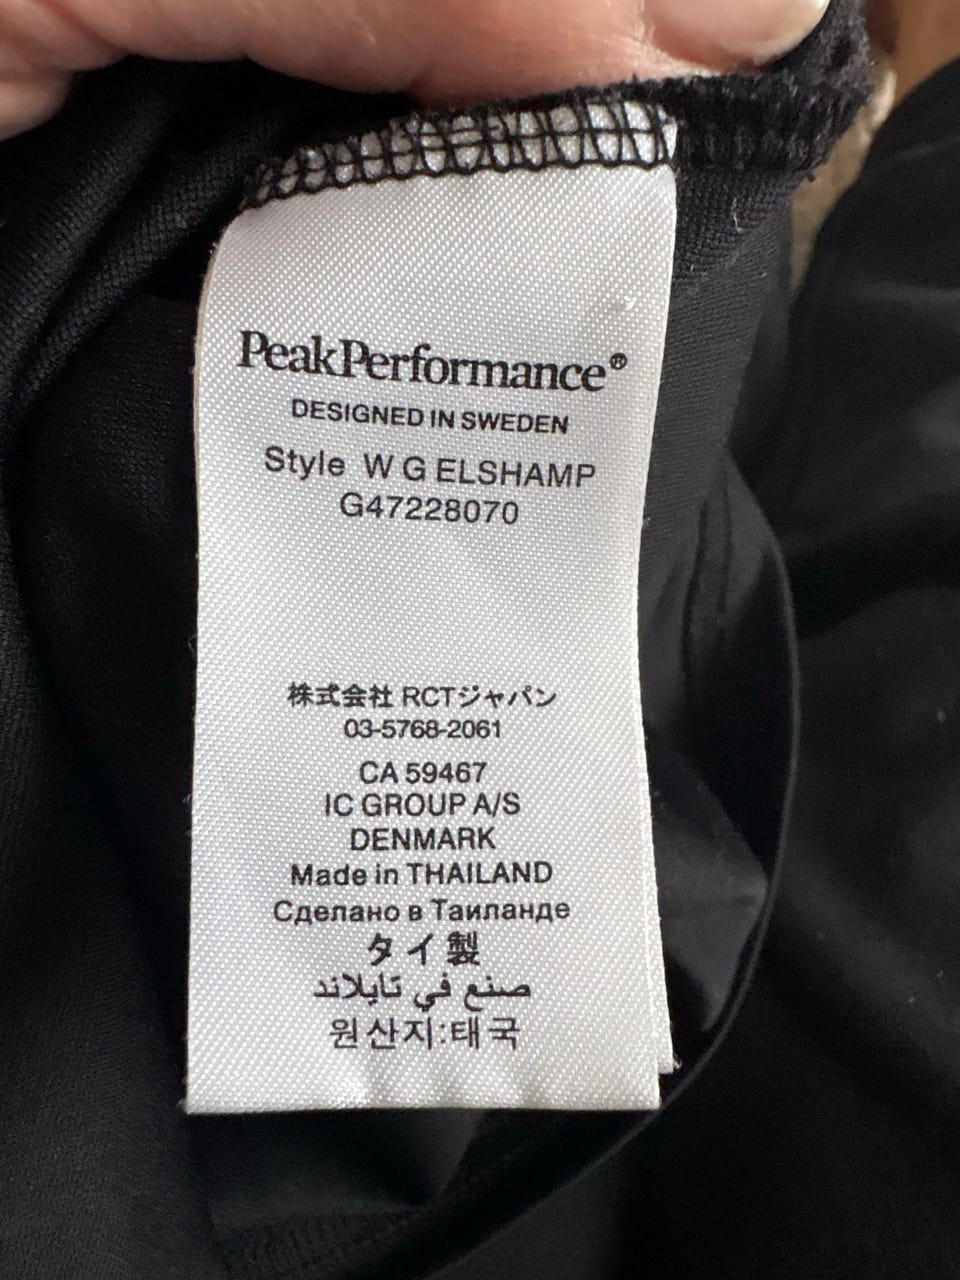 PeakPerformance®
DESIGNED IN SWEDEN
Style W G ELSHAMP
G47228070
株式会社 RCTジャパン
03-5768-2061
CA 59467
IC GROUP A/S
DENMARK
Made in THAILAND
Сделано в Таиланде
タイ製
صنع في تايلاند
원산지:태국